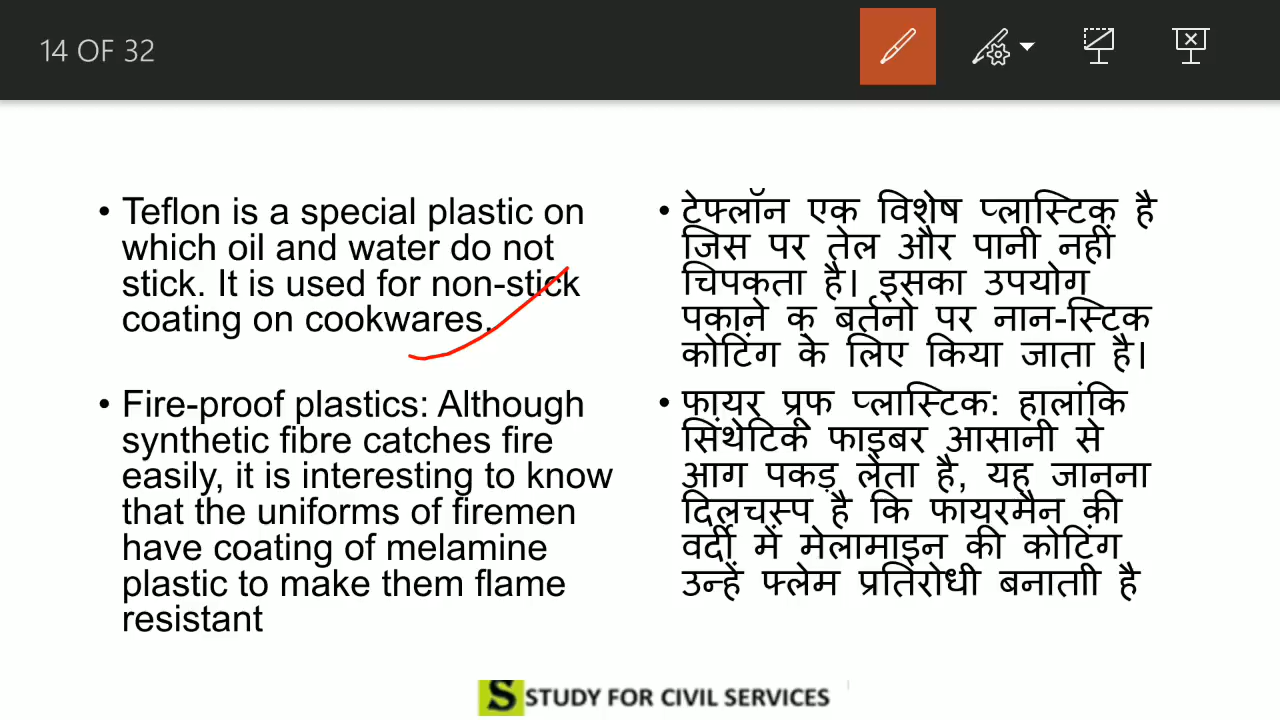 14 OF 32
• Teflon is a special plastic on
which oil and water do not
stick. It is used for non-stick
coating on cookwares.
• Fire-proof plastics: Although
synthetic fibre catches fire
easily, it is interesting to know
that the uniforms of firemen
have coating of melamine
plastic to make them flame
resistant
• टेफ्लॉन एक विशेष प्लास्टिक है
जिस पर तेल और पानी नहीं
चिपकता है। इसका उपयोग
पकाने के बर्तनो पर नान-स्टिक
कोटिंग के लिए किया जाता है।
• फायर प्रूफ प्लास्टिक: हालांकि
सिंथेटिक फाइबर आसानी से
आग पकड़ लेता है, यह जानना
दिलचस्प है कि फायरमैन की
वर्दी में मेलामाइन की कोटिंग
उन्हें फ्लेम प्रतिरोधी बनाताी है
S STUDY FOR CIVIL SERVICES